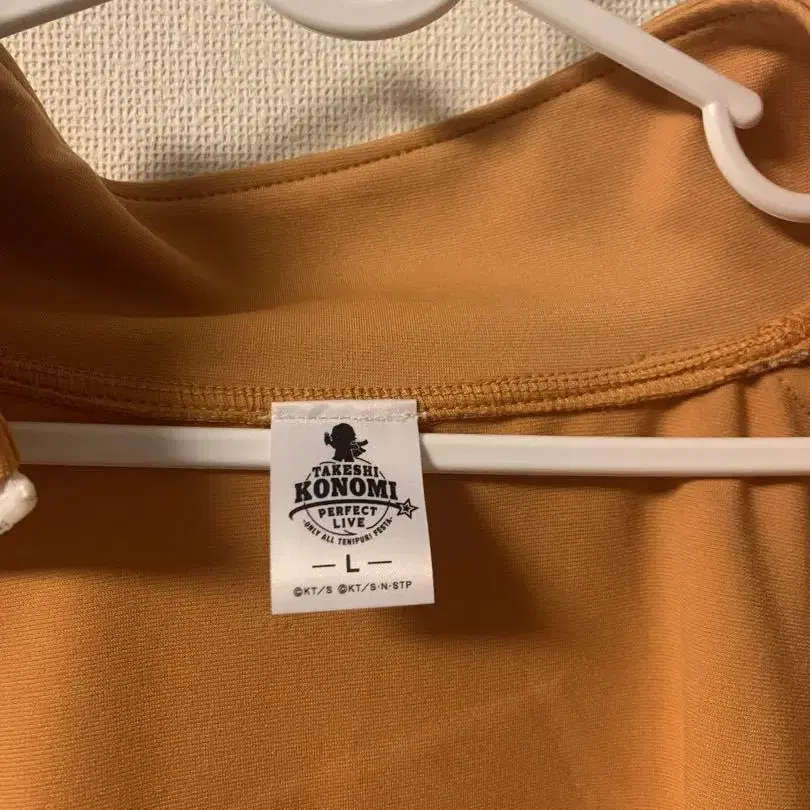 TAKESHI
KONOMI
PERFECT
LIVE
-ONLY ALL TENIPURI FESTA-
— L —
©KT/S ©KT/S·N·STP